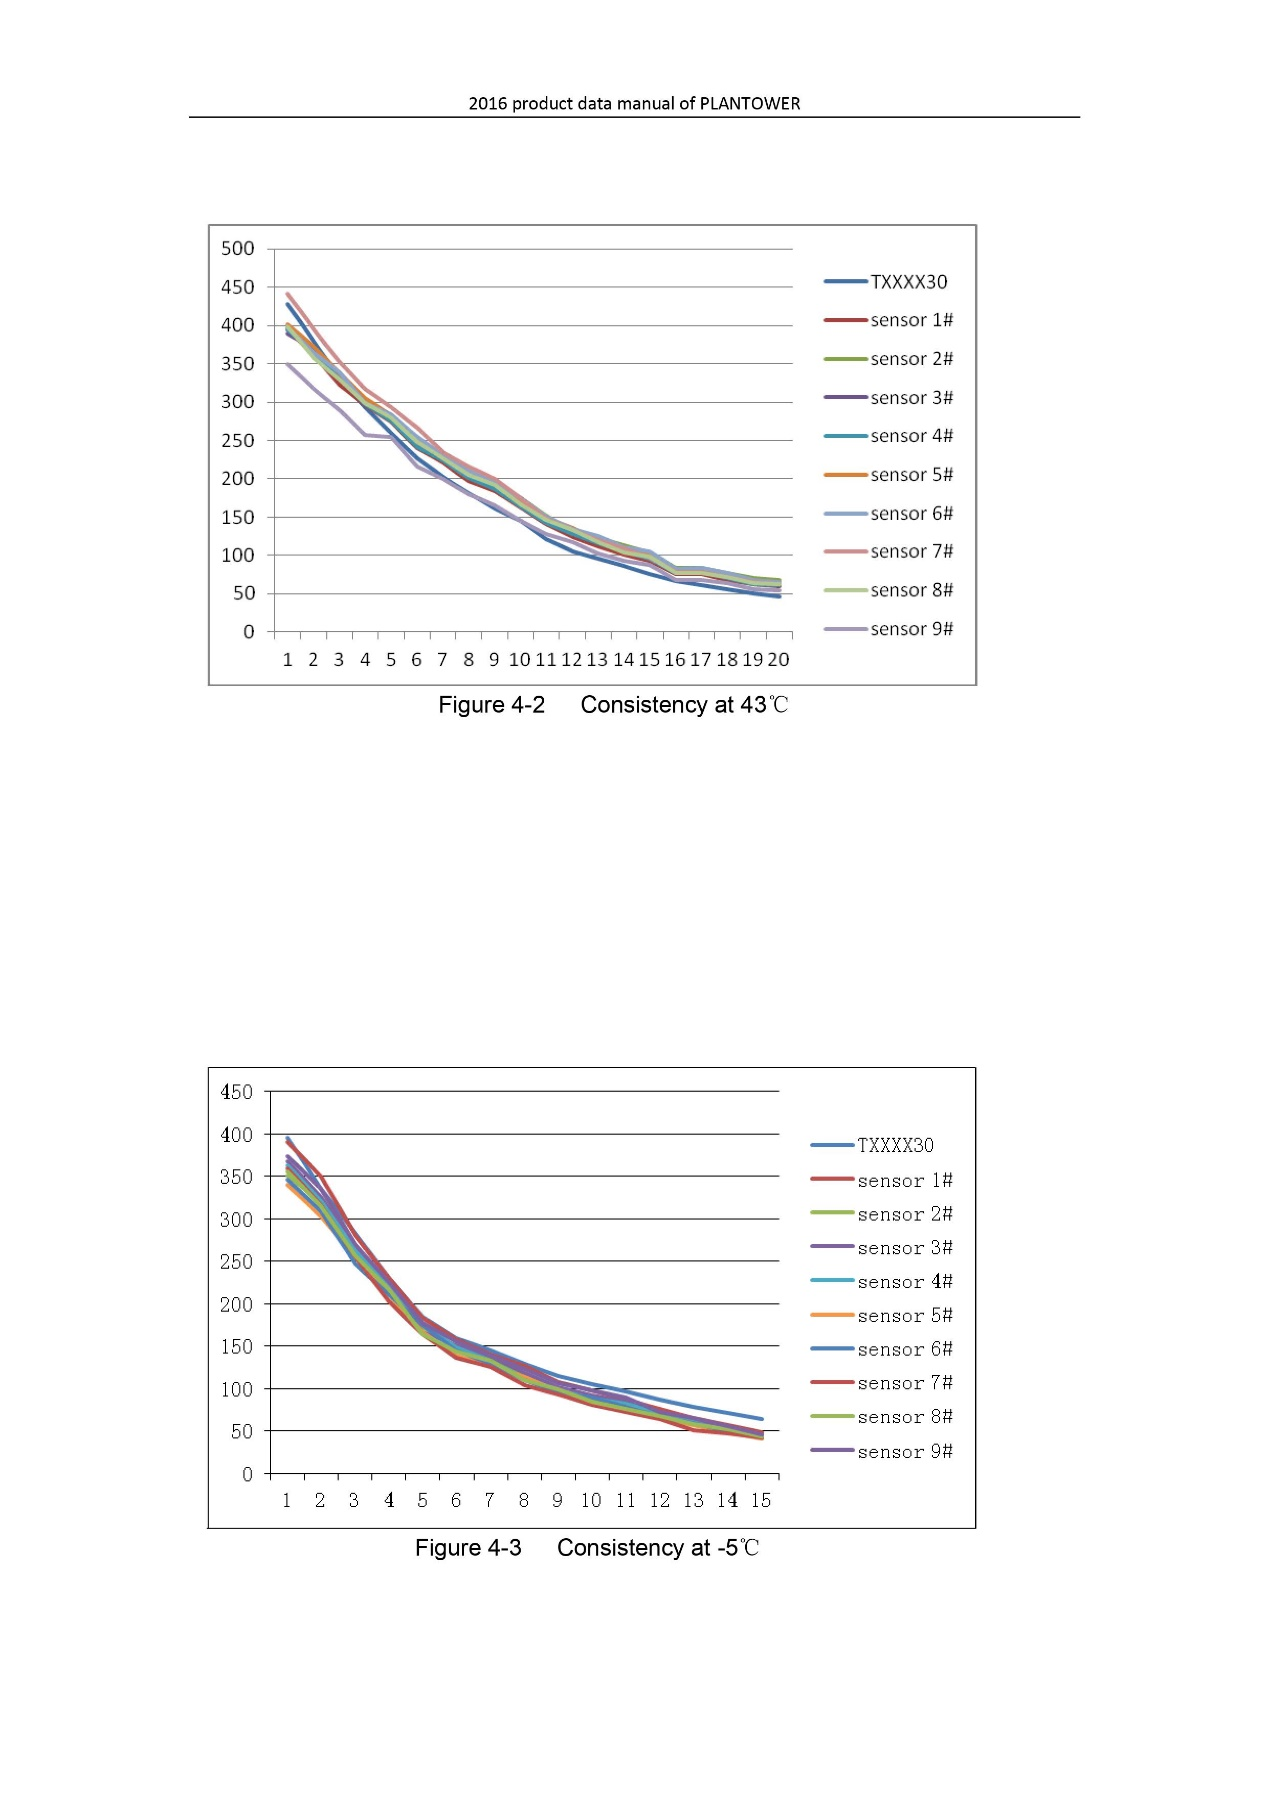 2016 product data manual of PLANTOWER
500
450
400
350
300
250
200
150
100
50
0
1 2 3 4 5 6 7 8 9 10 11 12 13 14 15 16 17 18 19 20
TXXXX30
sensor 1#
sensor 2#
sensor 3#
sensor 4#
sensor 5#
sensor 6#
sensor 7#
sensor 8#
sensor 9#
Figure 4-2 Consistency at 43℃
450
400
350
300
250
200
150
100
50
0
1 2 3 4 5 6 7 8 9 10 11 12 13 14 15
TXXXX30
sensor 1#
sensor 2#
sensor 3#
sensor 4#
sensor 5#
sensor 6#
sensor 7#
sensor 8#
sensor 9#
Figure 4-3 Consistency at -5℃